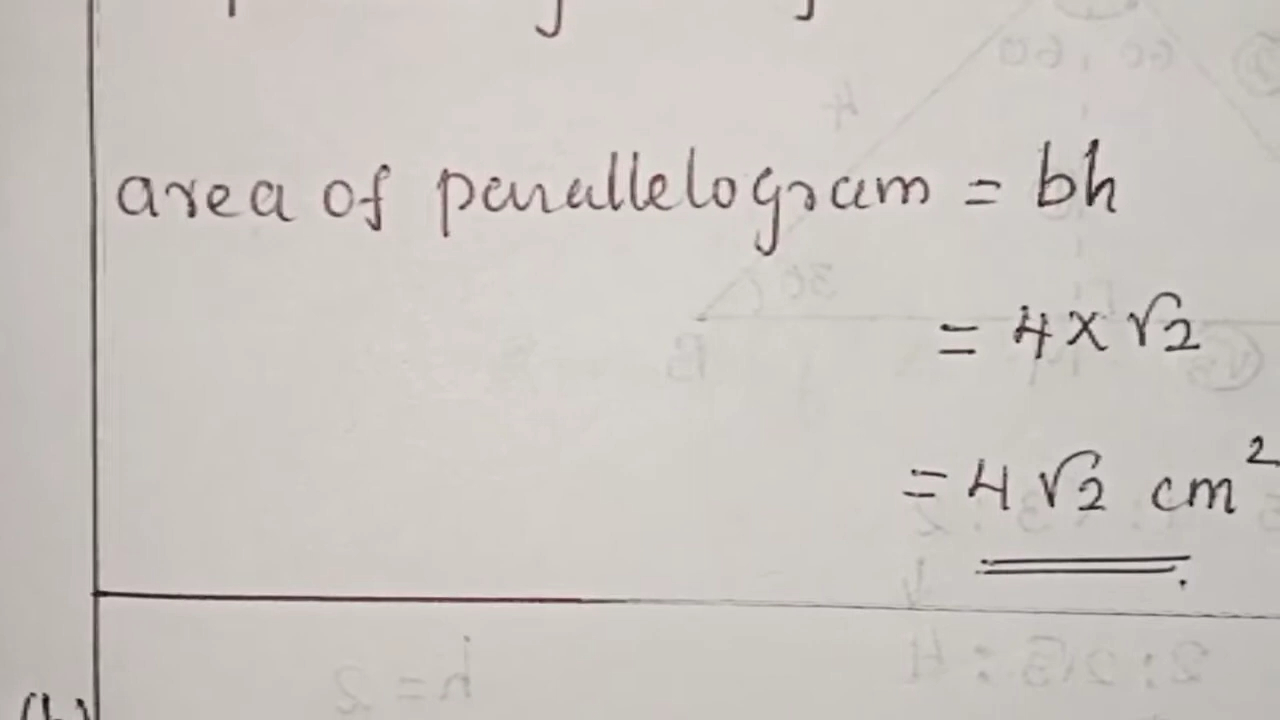 area of parallelogram = bh
= 4 x √2
= 4 √2 cm²